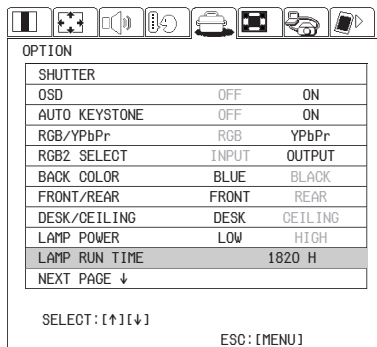 OPTION
SHUTTER
OSD OFF ON
AUTO KEYSTONE OFF ON
RGB/YPbPr RGB YPbPr
RGB2 SELECT INPUT OUTPUT
BACK COLOR BLUE BLACK
FRONT/REAR FRONT REAR
DESK/CEILING DESK CEILING
LAMP POWER LOW HIGH
LAMP RUN TIME 1820 H
NEXT PAGE ↓
SELECT:[↑][↓]
ESC:[MENU]